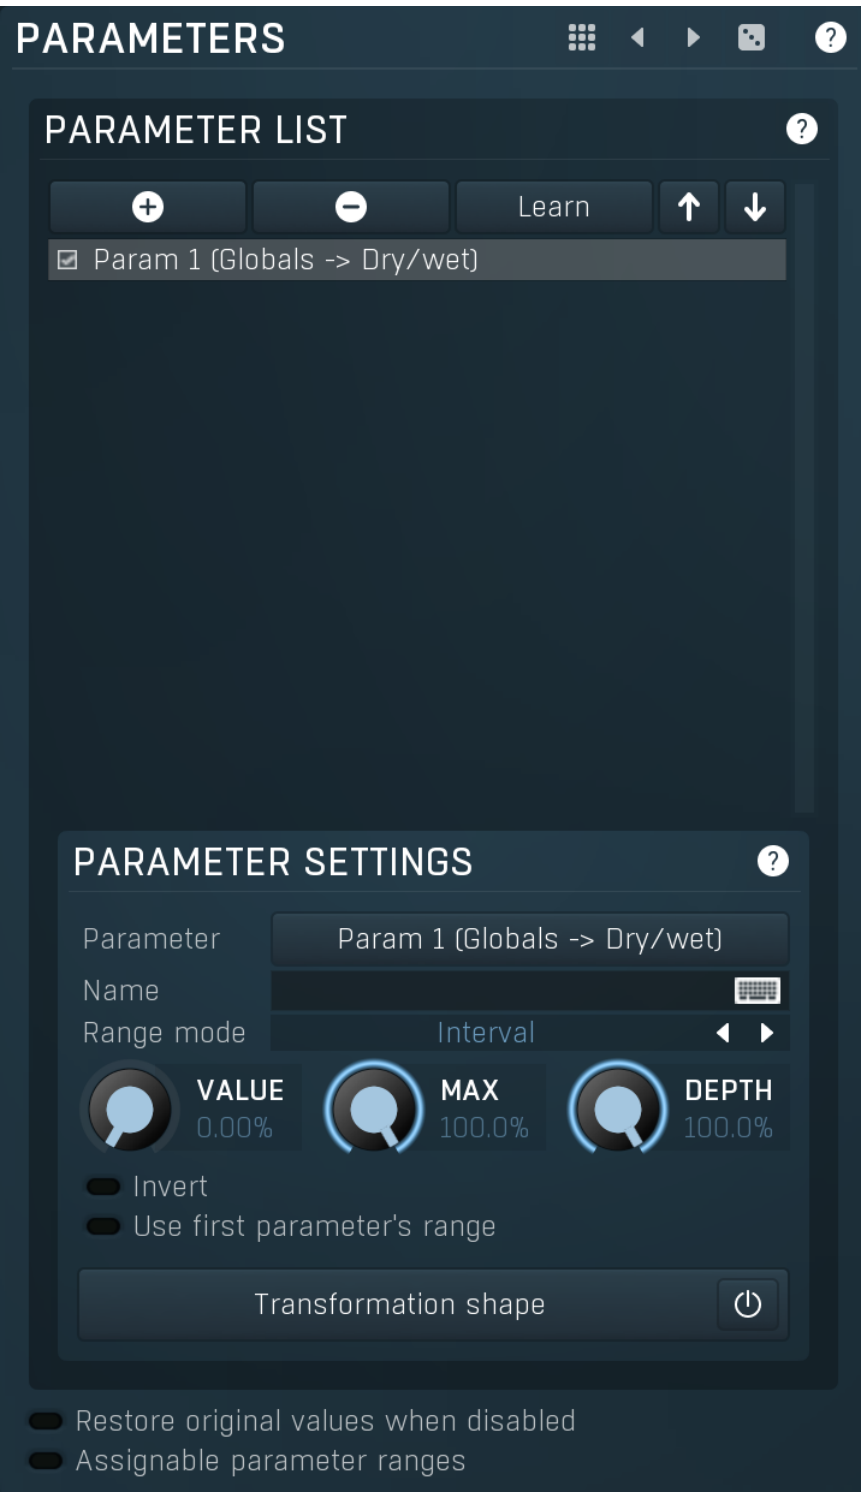 PARAMETERS ?
PARAMETER LIST ?
Learn
Param 1 (Globals -> Dry/wet)
PARAMETER SETTINGS ?
Parameter Param 1 (Globals -> Dry/wet)
Name
Range mode Interval
VALUE MAX DEPTH
0.00% 100.0% 100.0%
Invert
Use first parameter's range
Transformation shape
Restore original values when disabled
Assignable parameter ranges